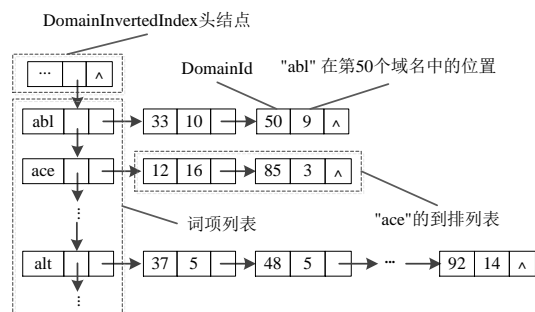 DomainInvertedIndex头结点
... ∧
DomainId
"abl" 在第50个域名中的位置
abl 33 10 50 9 ∧
ace 12 16 85 3 ∧
...
词项列表
"ace"的到排列表
alt 37 5 48 5 ... 92 14 ∧
...